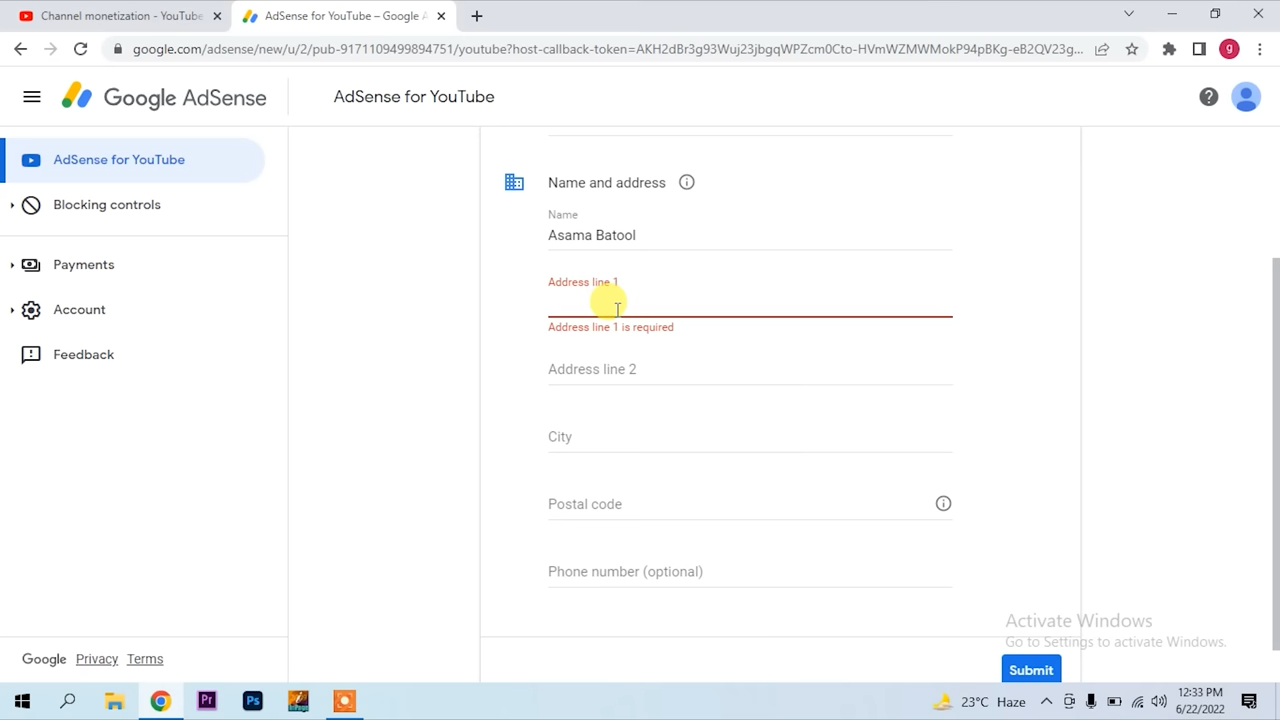 Channel monetization - YouTube
AdSense for YouTube – Google A
google.com/adsense/new/u/2/pub-9171109499894751/youtube?host-callback-token=AKH2dBr3g93Wuj23jbgqWPZcm0Cto-HVmWZMWMokP94pBKg-eB2QV23g...
g
Google AdSense
AdSense for YouTube
AdSense for YouTube
Blocking controls
Payments
Account
Feedback
Name and address
Name
Asama Batool
Address line 1
Address line 1 is required
Address line 2
City
Postal code
Phone number (optional)
Activate Windows
Go to Settings to activate Windows.
Submit
Google Privacy Terms
Pr
Ps
23°C Haze
12:33 PM
6/22/2022